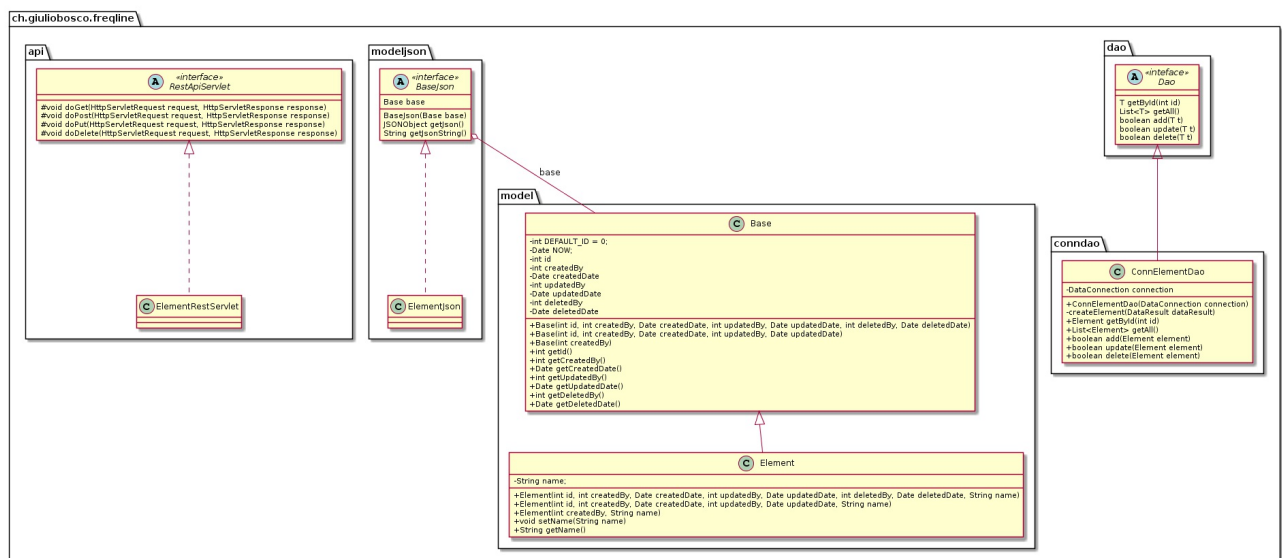 ch.giuliobosco.freqline
api
A «interface»
RestApiServlet
#void doGet(HttpServletRequest request, HttpServletResponse response)
#void doPost(HttpServletRequest request, HttpServletResponse response)
#void doPut(HttpServletRequest request, HttpServletResponse response)
#void doDelete(HttpServletRequest request, HttpServletResponse response)
C ElementRestServlet
modeljson
A «interface»
BaseJson
Base base
BaseJson(Base base)
JSONObject getJson()
String getJsonString()
C ElementJson
base
model
C Base
-int DEFAULT_ID = 0;
-Date NOW;
-int id
-int createdBy
-Date createdDate
-int updatedBy
-Date updatedDate
-int deletedBy
-Date deletedDate
+Base(int id, int createdBy, Date createdDate, int updatedBy, Date updatedDate, int deletedBy, Date deletedDate)
+Base(int id, int createdBy, Date createdDate, int updatedBy, Date updatedDate)
+Base(int createdBy)
+int getId()
+int getCreatedBy()
+Date getCreatedDate()
+int getUpdatedBy()
+Date getUpdatedDate()
+int getDeletedBy()
+Date getDeletedDate()
C Element
-String name;
+Element(int id, int createdBy, Date createdDate, int updatedBy, Date updatedDate, int deletedBy, Date deletedDate, String name)
+Element(int id, int createdBy, Date createdDate, int updatedBy, Date updatedDate, String name)
+Element(int createdBy, String name)
+void setName(String name)
+String getName()
dao
A «inteface»
Dao
T getById(int id)
List<T> getAll()
boolean add(T t)
boolean update(T t)
boolean delete(T t)
conndao
C ConnElementDao
-DataConnection connection
+ConnElementDao(DataConnection connection)
-createElement(DataResult dataResult)
+Element getById(int id)
+List<Element> getAll()
+boolean add(Element element)
+boolean update(Element element)
+boolean delete(Element element)